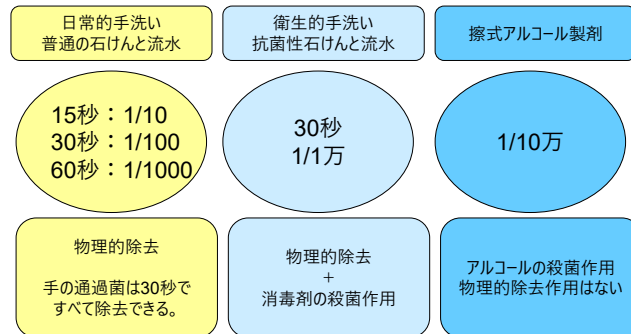 日常的手洗い
普通の石けんと流水
衛生的手洗い
抗菌性石けんと流水
擦式アルコール製剤
15秒：1/10
30秒：1/100
60秒：1/1000
30秒
1/1万
1/10万
物理的除去
手の通過菌は30秒で
すべて除去できる。
物理的除去
+
消毒剤の殺菌作用
アルコールの殺菌作用
物理的除去作用はない